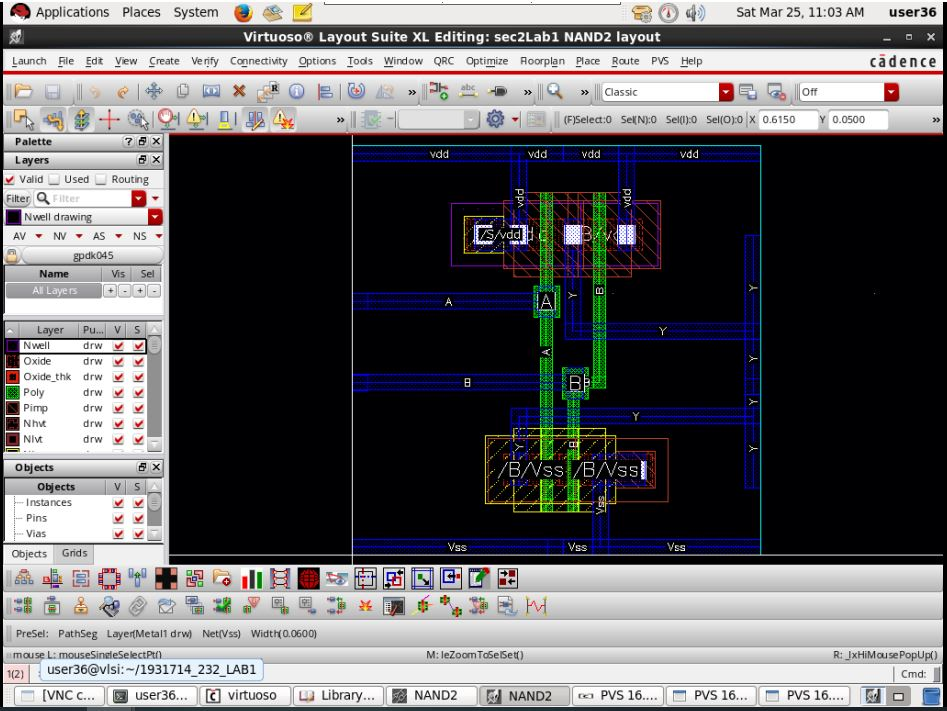 Applications Places System Sat Mar 25, 11:03 AM user36
Virtuoso® Layout Suite XL Editing: sec2Lab1 NAND2 layout
Launch File Edit View Create Verify Connectivity Options Tools Window QRC Optimize Floorplan Place Route PVS Help cādence
» » » Classic Off
» (F)Select:0 Sel(N):0 Sel(I):0 Sel(O):0 X 0.6150 Y 0.0500 »
Palette
Layers
Valid Used Routing
Filter Filter
Nwell drawing
AV NV AS NS
gpdk045
Name Vis Sel
All Layers + - + -
Layer Pu... V S
Nwell drw
Oxide drw
Oxide_thk drw
Poly drw
Pimp drw
Nhvt drw
Nlvt drw
Objects
Objects V S
Instances
Pins
Vias
Objects Grids
vdd vdd vdd vdd
vdd vdd
/S/vdd
A A Y B
Y Y
A Y
B B
Y Y
Y B Y
/B/Vss /B/Vss
Vss
Vss Vss Vss
PreSel: PathSeg Layer(Metal1 drw) Net(Vss) Width(0.0600)
mouse L: mouseSingleSelectPt() M: leZoomToSelSet() R: _lxHiMousePopUp()
1(2) user36@vlsi:~/1931714_232_LAB1 Cmd:
[VNC c... user36... virtuoso Library... NAND2 NAND2 PVS 16.... PVS 16... PVS 16....